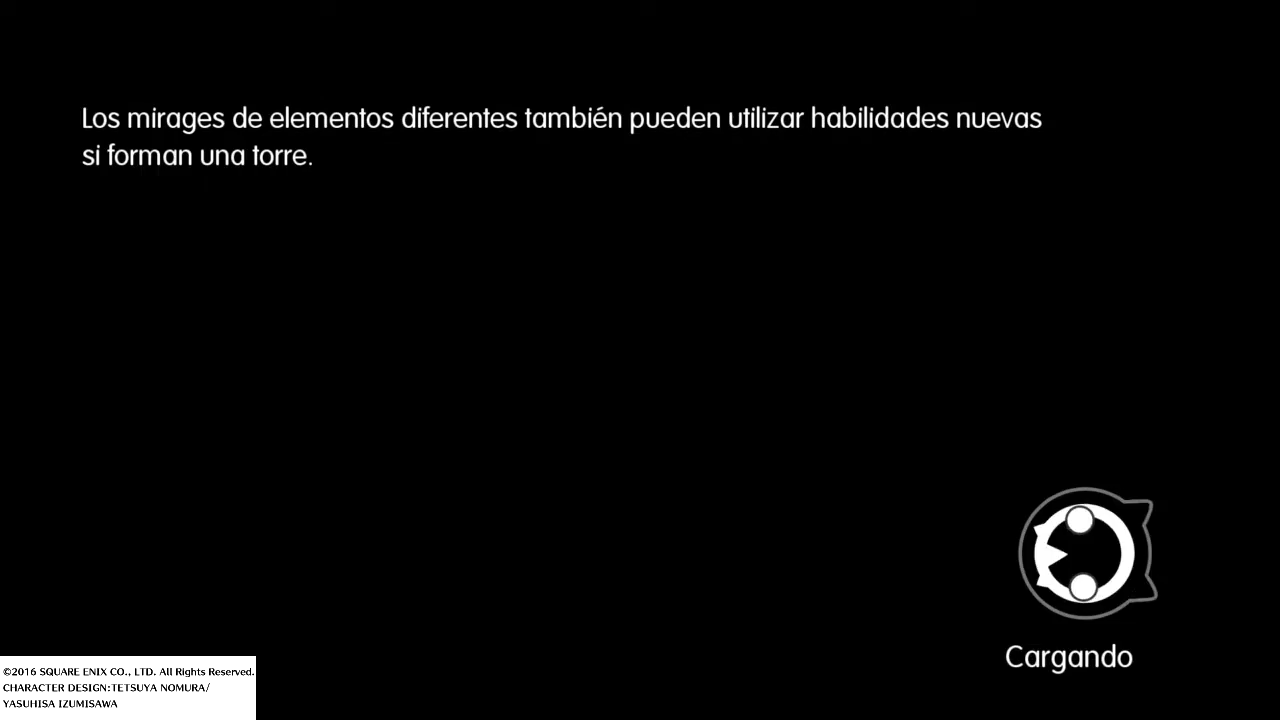 Los mirages de elementos diferentes también pueden utilizar habilidades nuevas
si forman una torre.
Cargando
©2016 SQUARE ENIX CO., LTD. All Rights Reserved.
CHARACTER DESIGN:TETSUYA NOMURA/
YASUHISA IZUMISAWA